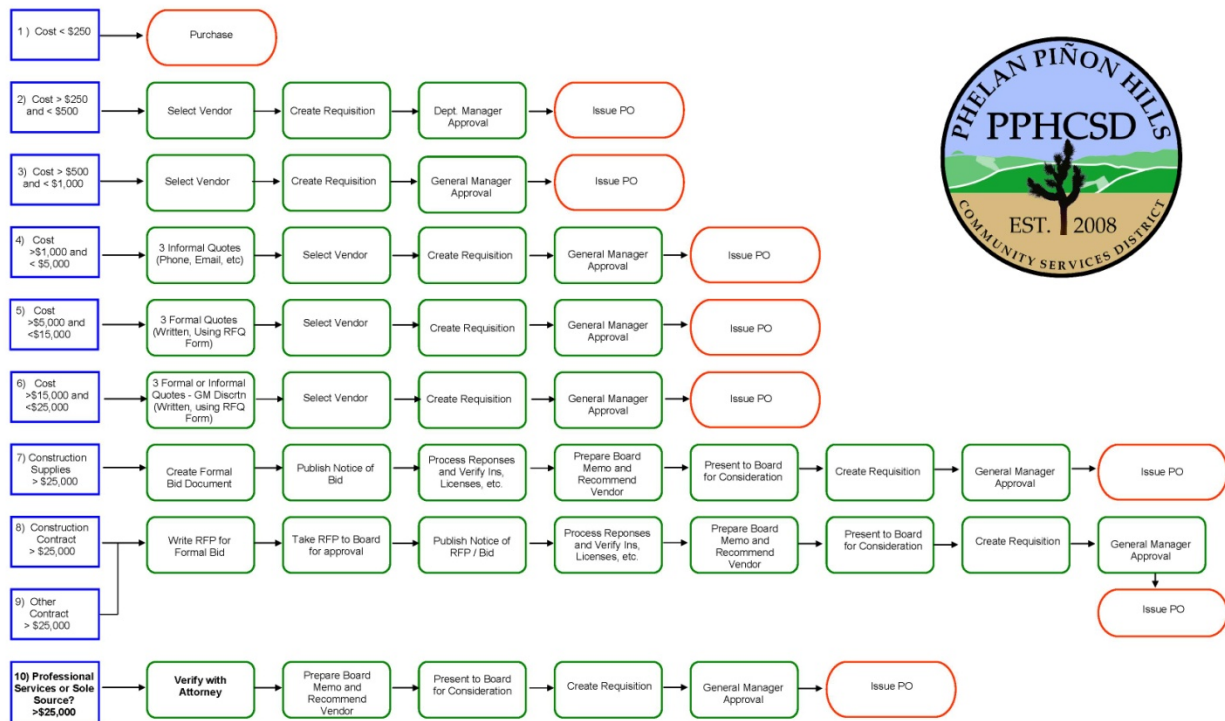 1 ) Cost < $250
Purchase
2) Cost > $250
and < $500
Select Vendor
Create Requisition
Dept. Manager
Approval
Issue PO
3) Cost > $500
and < $1,000
Select Vendor
Create Requisition
General Manager
Approval
Issue PO
4) Cost
>$1,000 and
< $5,000
3 Informal Quotes
(Phone, Email, etc)
Select Vendor
Create Requisition
General Manager
Approval
Issue PO
5) Cost
>$5,000 and
<$15,000
3 Formal Quotes
(Written, Using RFQ
Form)
Select Vendor
Create Requisition
General Manager
Approval
Issue PO
6) Cost
>$15,000 and
<$25,000
3 Formal or Informal
Quotes - GM Discrtn
(Written, using RFQ
Form)
Select Vendor
Create Requisition
General Manager
Approval
Issue PO
7) Construction
Supplies
> $25,000
Create Formal
Bid Document
Publish Notice of
Bid
Process Reponses
and Verify Ins,
Licenses, etc.
Prepare Board
Memo and
Recommend
Vendor
Present to Board
for Consideration
Create Requisition
General Manager
Approval
Issue PO
8) Construction
Contract
> $25,000
Write RFP for
Formal Bid
Take RFP to Board
for approval
Publish Notice of
RFP / Bid
Process Reponses
and Verify Ins,
Licenses, etc.
Prepare Board
Memo and
Recommend
Vendor
Present to Board
for Consideration
Create Requisition
General Manager
Approval
Issue PO
9) Other
Contract
> $25,000
10) Professional
Services or Sole
Source?
>$25,000
Verify with
Attorney
Prepare Board
Memo and
Recommend
Vendor
Present to Board
for Consideration
Create Requisition
General Manager
Approval
Issue PO
PHELAN PIÑON HILLS
PPHCSD
EST. 2008
COMMUNITY SERVICES DISTRICT